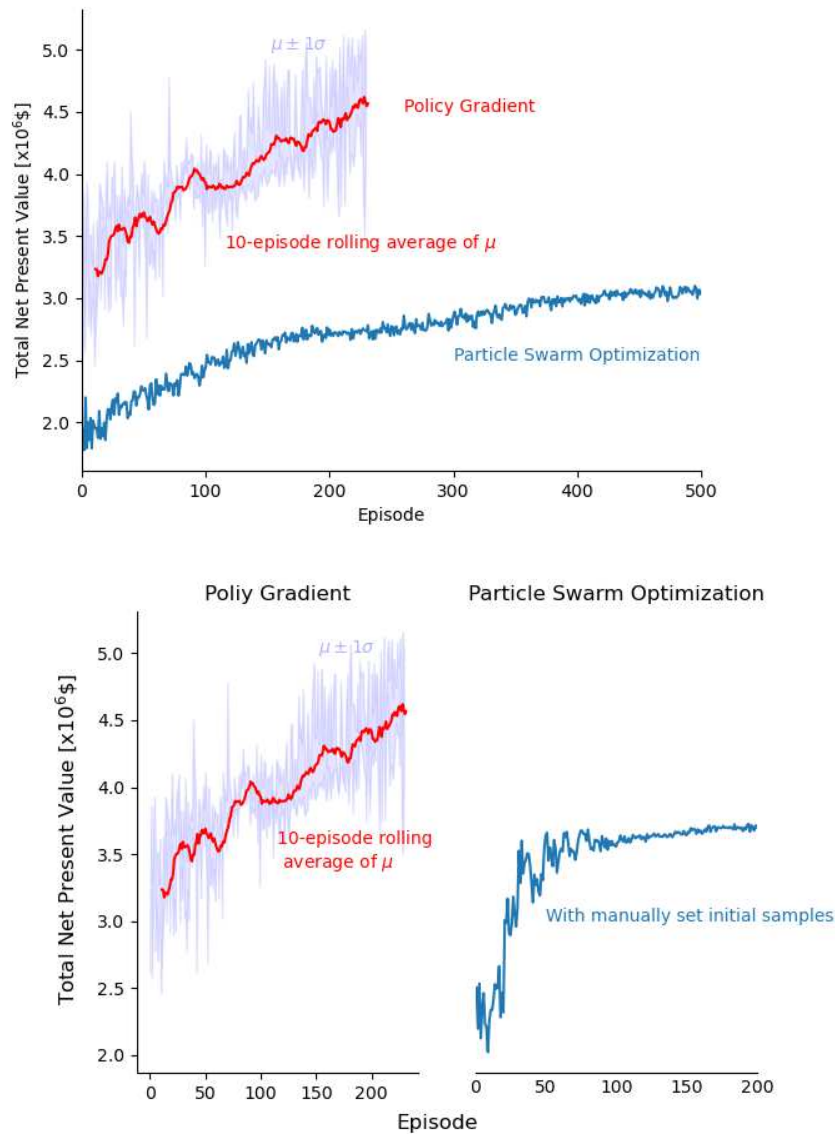 Total Net Present Value [x10⁶$]
5.0
4.5
4.0
3.5
3.0
2.5
2.0
μ ± 1σ
Policy Gradient
10-episode rolling average of μ
Particle Swarm Optimization
0 100 200 300 400 500
Episode
Poliy Gradient Particle Swarm Optimization
Total Net Present Value [x10⁶$]
5.0
4.5
4.0
3.5
3.0
2.5
2.0
μ ± 1σ
10-episode rolling
average of μ
With manually set initial samples
0 50 100 150 200
0 50 100 150 200
Episode